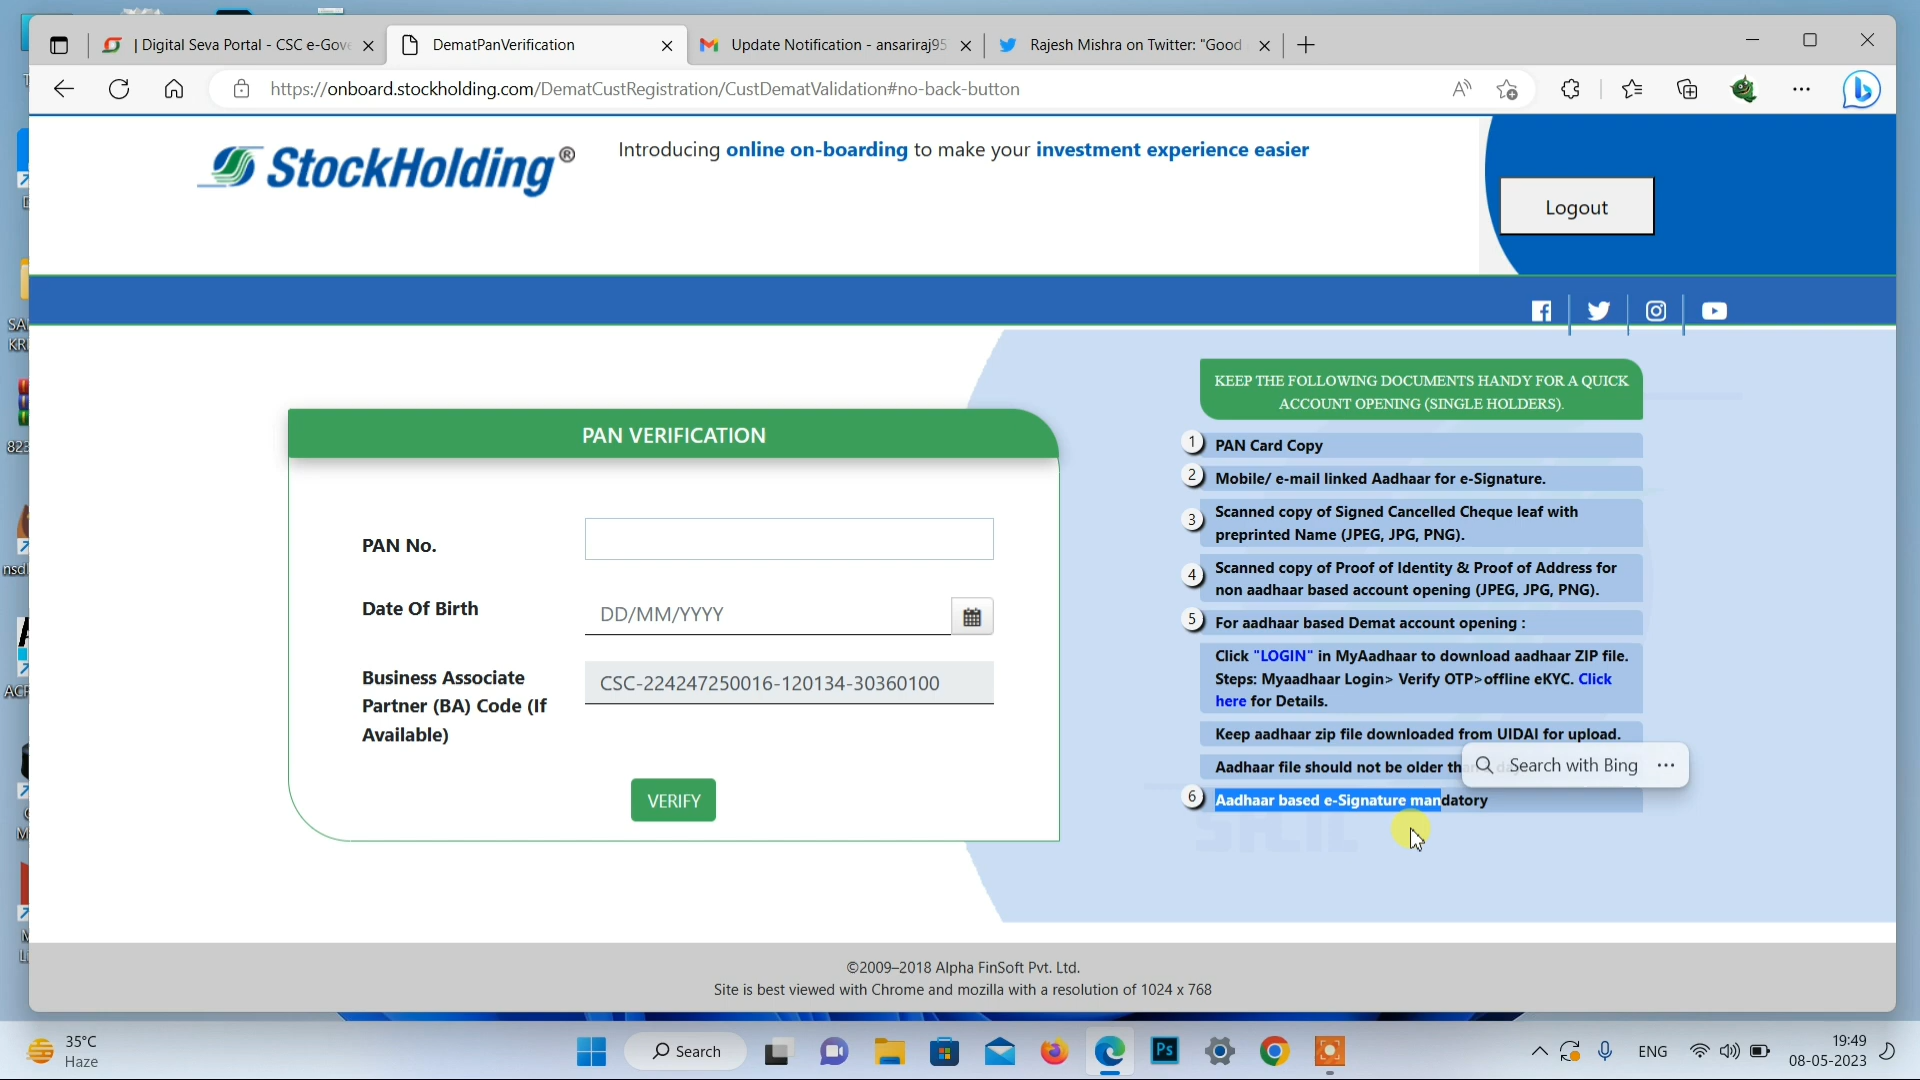 | Digital Seva Portal - CSC e-Gove
DematPanVerification
Update Notification - ansariraj95
Rajesh Mishra on Twitter: "Good
https://onboard.stockholding.com/DematCustRegistration/CustDematValidation#no-back-button
StockHolding®
Introducing online on-boarding to make your investment experience easier
Logout
PAN VERIFICATION
PAN No.
Date Of Birth
DD/MM/YYYY
Business Associate
Partner (BA) Code (If
Available)
CSC-224247250016-120134-30360100
VERIFY
KEEP THE FOLLOWING DOCUMENTS HANDY FOR A QUICK
ACCOUNT OPENING (SINGLE HOLDERS).
1 PAN Card Copy
2 Mobile/ e-mail linked Aadhaar for e-Signature.
3 Scanned copy of Signed Cancelled Cheque leaf with
preprinted Name (JPEG, JPG, PNG).
4 Scanned copy of Proof of Identity & Proof of Address for
non aadhaar based account opening (JPEG, JPG, PNG).
5 For aadhaar based Demat account opening :
Click "LOGIN" in MyAadhaar to download aadhaar ZIP file.
Steps: Myaadhaar Login> Verify OTP>offline eKYC. Click
here for Details.
Keep aadhaar zip file downloaded from UIDAI for upload.
Aadhaar file should not be older
Search with Bing
6 Aadhaar based e-Signature mandatory
©2009–2018 Alpha FinSoft Pvt. Ltd.
Site is best viewed with Chrome and mozilla with a resolution of 1024 x 768
35°C
Haze
Search
Ps
ENG
19:49
08-05-2023